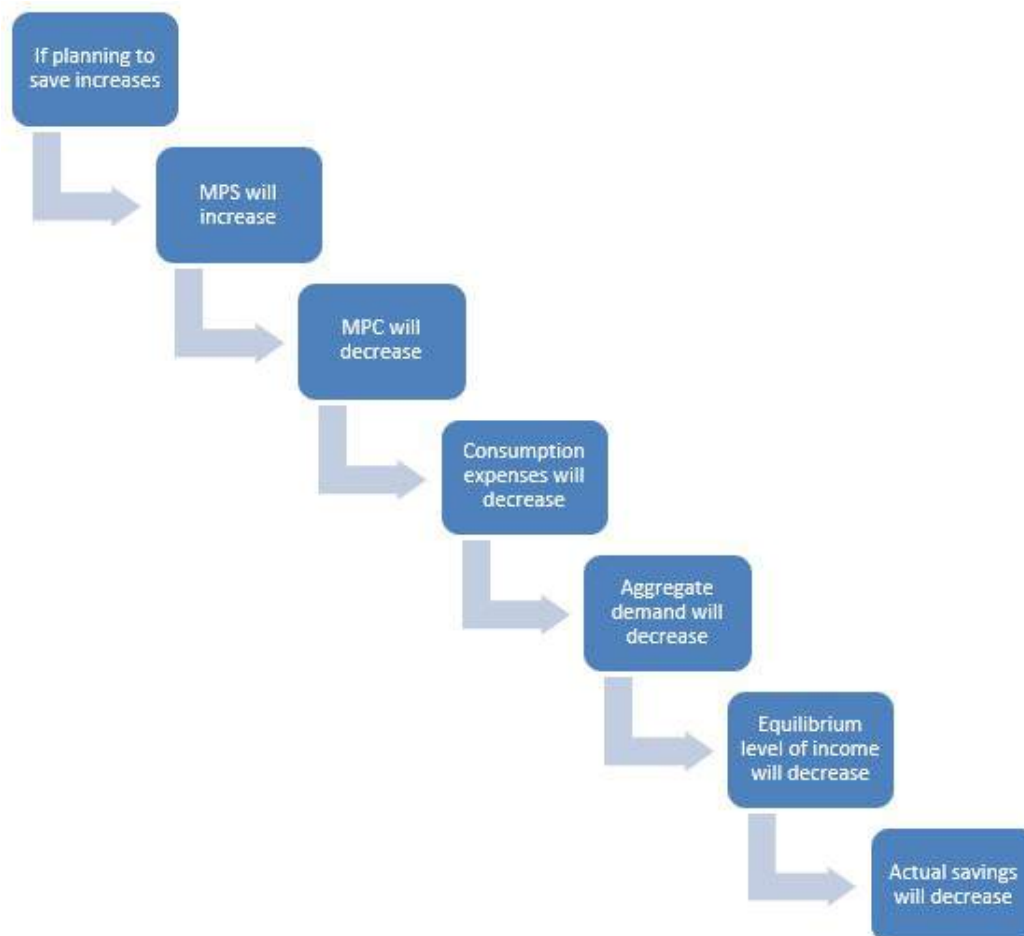 If planning to
save increases
MPS will
increase
MPC will
decrease
Consumption
expenses will
decrease
Aggregate
demand will
decrease
Equilibrium
level of income
will decrease
Actual savings
will decrease